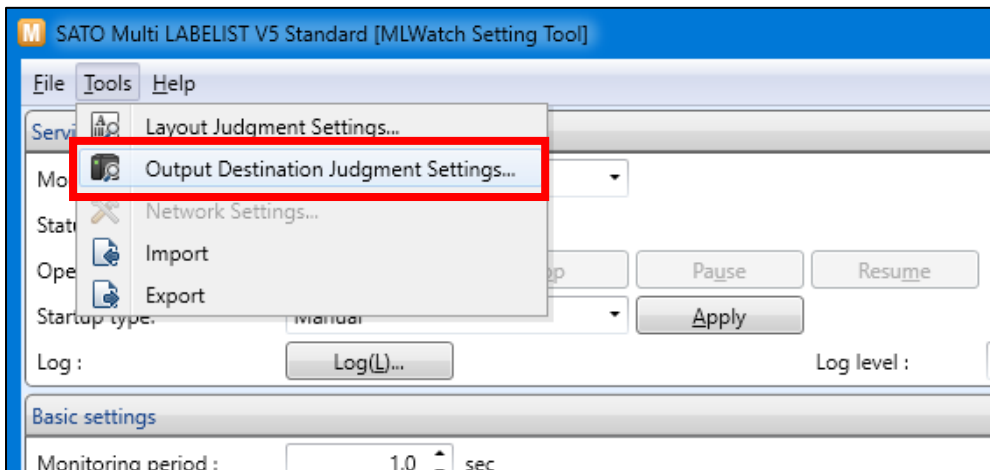 SATO Multi LABELIST V5 Standard [MLWatch Setting Tool]
File Tools Help
Layout Judgment Settings...
Output Destination Judgment Settings...
Network Settings...
Import
Export
Pause Resume
Startup type: Manual Apply
Log : Log(L)... Log level :
Basic settings
Monitoring period : 1.0 sec